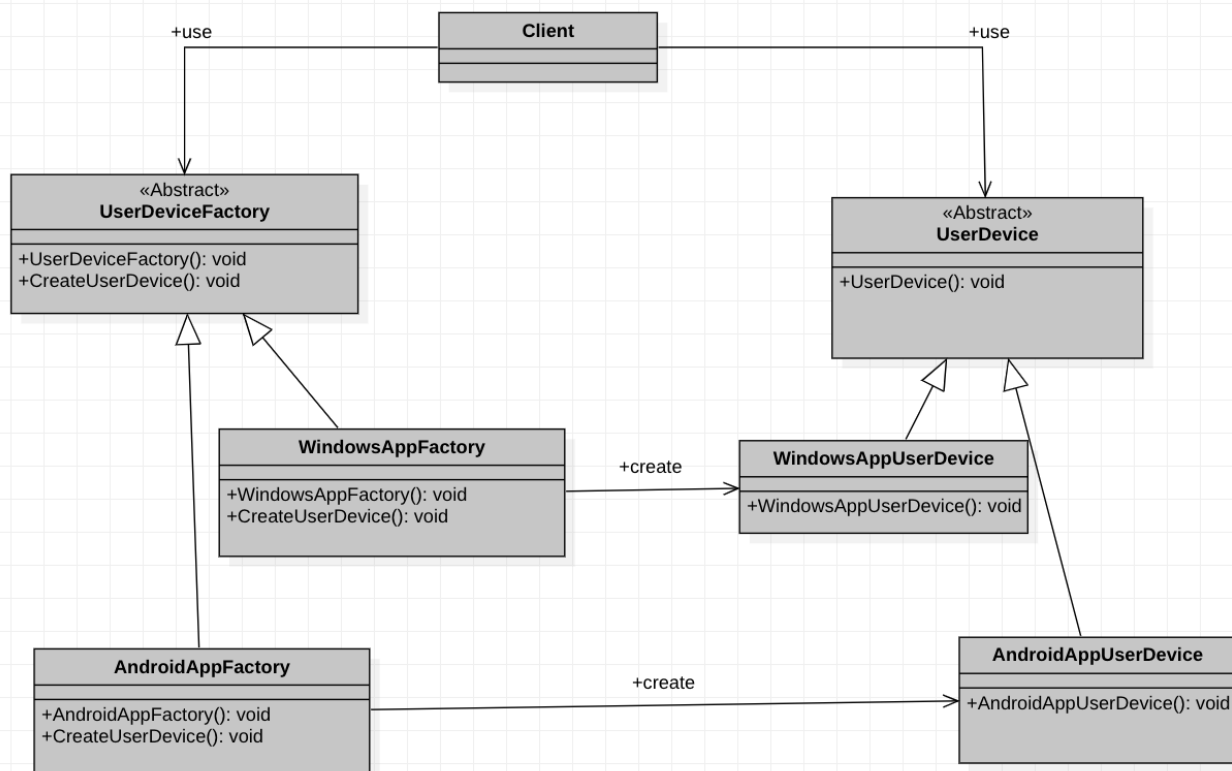 Client
+use
+use
«Abstract»
UserDeviceFactory
+UserDeviceFactory(): void
+CreateUserDevice(): void
«Abstract»
UserDevice
+UserDevice(): void
WindowsAppFactory
+WindowsAppFactory(): void
+CreateUserDevice(): void
+create
WindowsAppUserDevice
+WindowsAppUserDevice(): void
AndroidAppFactory
+AndroidAppFactory(): void
+CreateUserDevice(): void
+create
AndroidAppUserDevice
+AndroidAppUserDevice(): void